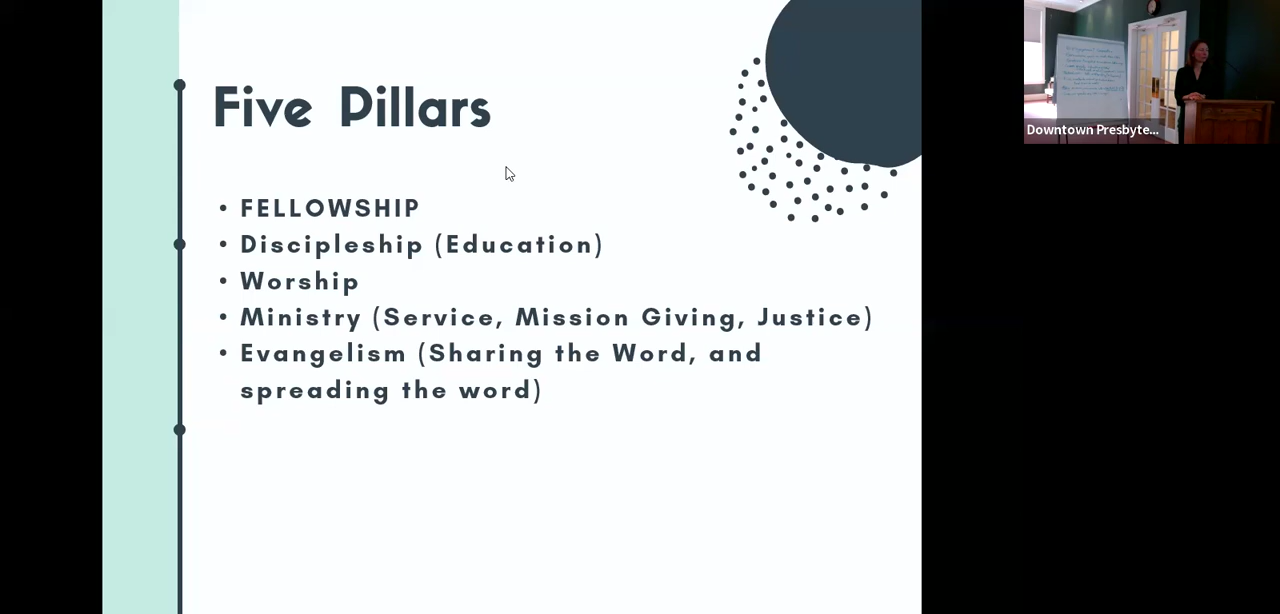 Five Pillars
• FELLOWSHIP
• Discipleship (Education)
• Worship
• Ministry (Service, Mission Giving, Justice)
• Evangelism (Sharing the Word, and
spreading the word)
Downtown Presbyte...